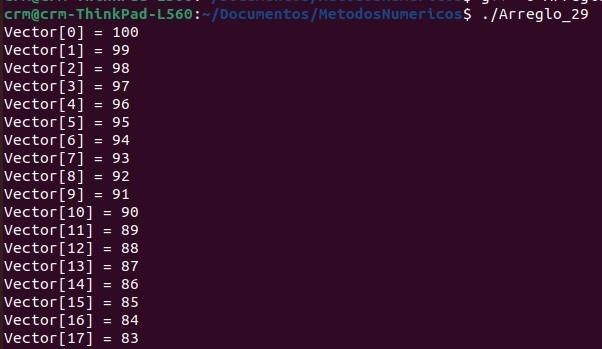 crm@crm-ThinkPad-L560:~/Documentos/MetodosNumericos$ ./Arreglo_29
Vector[0] = 100
Vector[1] = 99
Vector[2] = 98
Vector[3] = 97
Vector[4] = 96
Vector[5] = 95
Vector[6] = 94
Vector[7] = 93
Vector[8] = 92
Vector[9] = 91
Vector[10] = 90
Vector[11] = 89
Vector[12] = 88
Vector[13] = 87
Vector[14] = 86
Vector[15] = 85
Vector[16] = 84
Vector[17] = 83